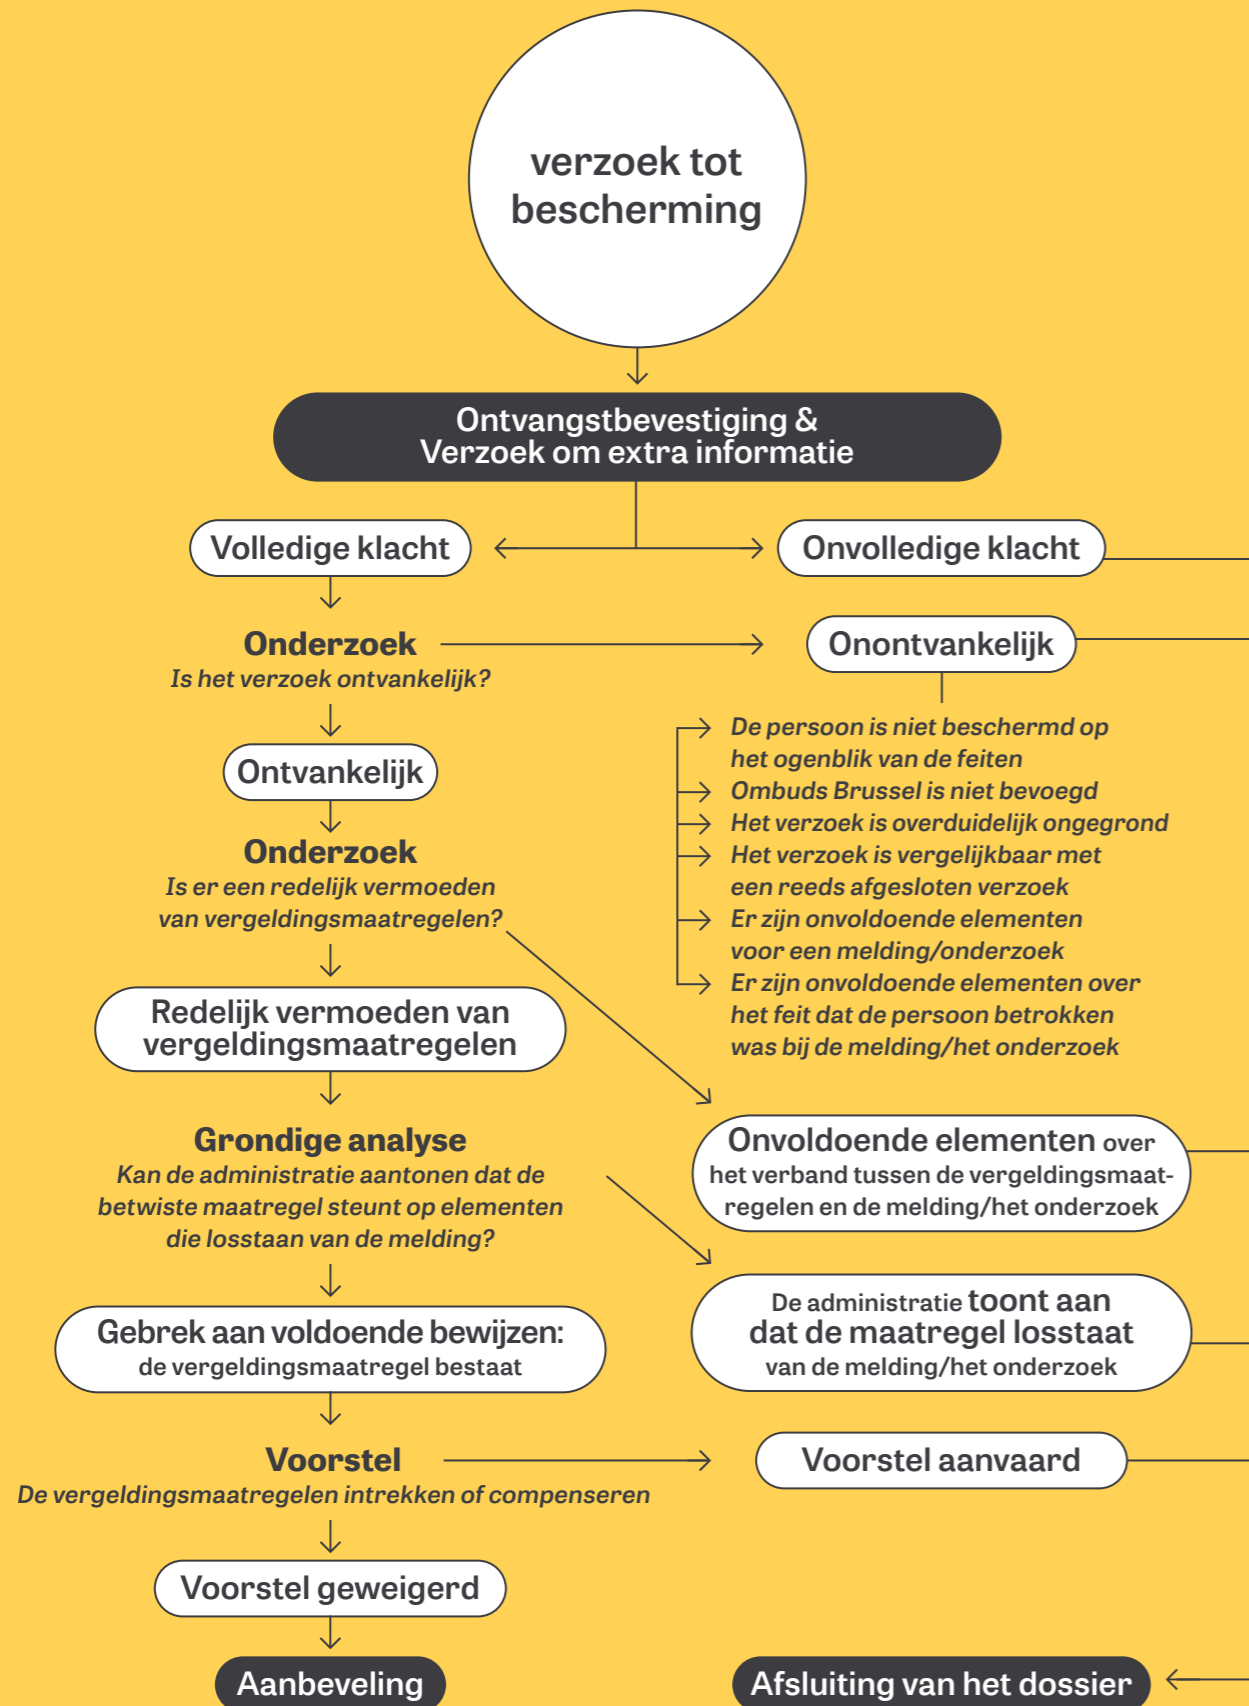 verzoek tot
bescherming
Ontvangstbevestiging &
Verzoek om extra informatie
Volledige klacht
Onvolledige klacht
Onderzoek
Is het verzoek ontvankelijk?
Onontvankelijk
De persoon is niet beschermd op
het ogenblik van de feiten
Ombuds Brussel is niet bevoegd
Het verzoek is overduidelijk ongegrond
Het verzoek is vergelijkbaar met
een reeds afgesloten verzoek
Er zijn onvoldoende elementen
voor een melding/onderzoek
Er zijn onvoldoende elementen over
het feit dat de persoon betrokken
was bij de melding/het onderzoek
Ontvankelijk
Onderzoek
Is er een redelijk vermoeden
van vergeldingsmaatregelen?
Redelijk vermoeden van
vergeldingsmaatregelen
Onvoldoende elementen over
het verband tussen de vergeldingsmaat-
regelen en de melding/het onderzoek
Grondige analyse
Kan de administratie aantonen dat de
betwiste maatregel steunt op elementen
die losstaan van de melding?
De administratie toont aan
dat de maatregel losstaat
van de melding/het onderzoek
Gebrek aan voldoende bewijzen:
de vergeldingsmaatregel bestaat
Voorstel
De vergeldingsmaatregelen intrekken of compenseren
Voorstel aanvaard
Voorstel geweigerd
Aanbeveling
Afsluiting van het dossier